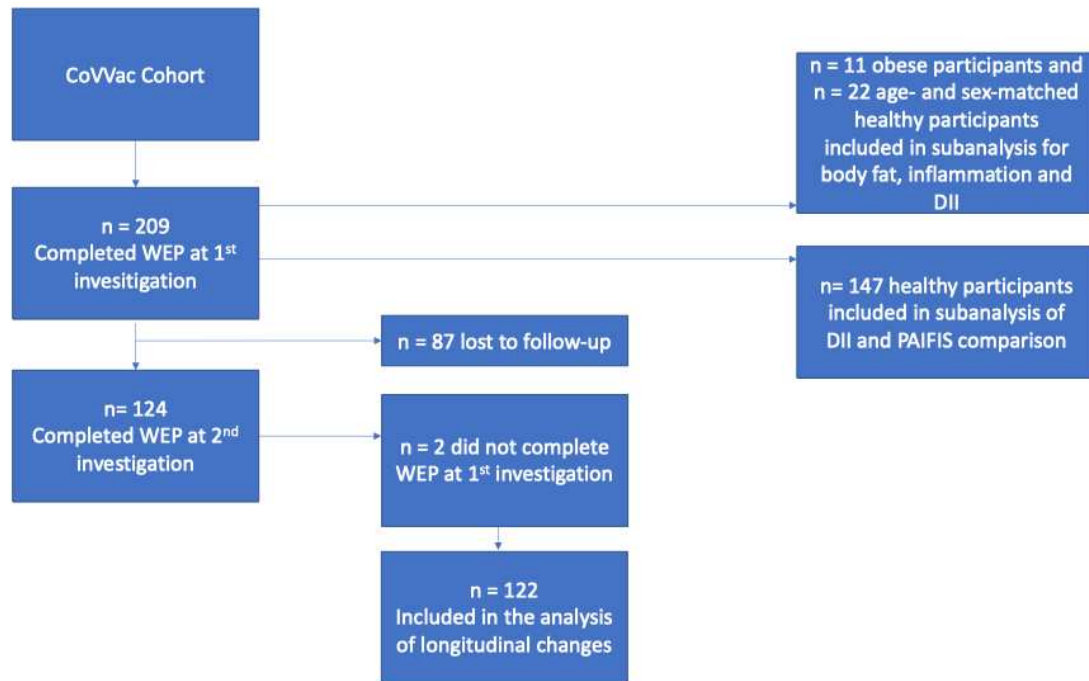 CoVVac Cohort
n = 11 obese participants and
n = 22 age- and sex-matched
healthy participants
included in subanalysis for
body fat, inflammation and
DII
n = 209
Completed WEP at 1st
invesitigation
n= 147 healthy participants
included in subanalysis of
DII and PAIFIS comparison
n = 87 lost to follow-up
n= 124
Completed WEP at 2nd
investigation
n = 2 did not complete
WEP at 1st investigation
n = 122
Included in the analysis
of longitudinal changes